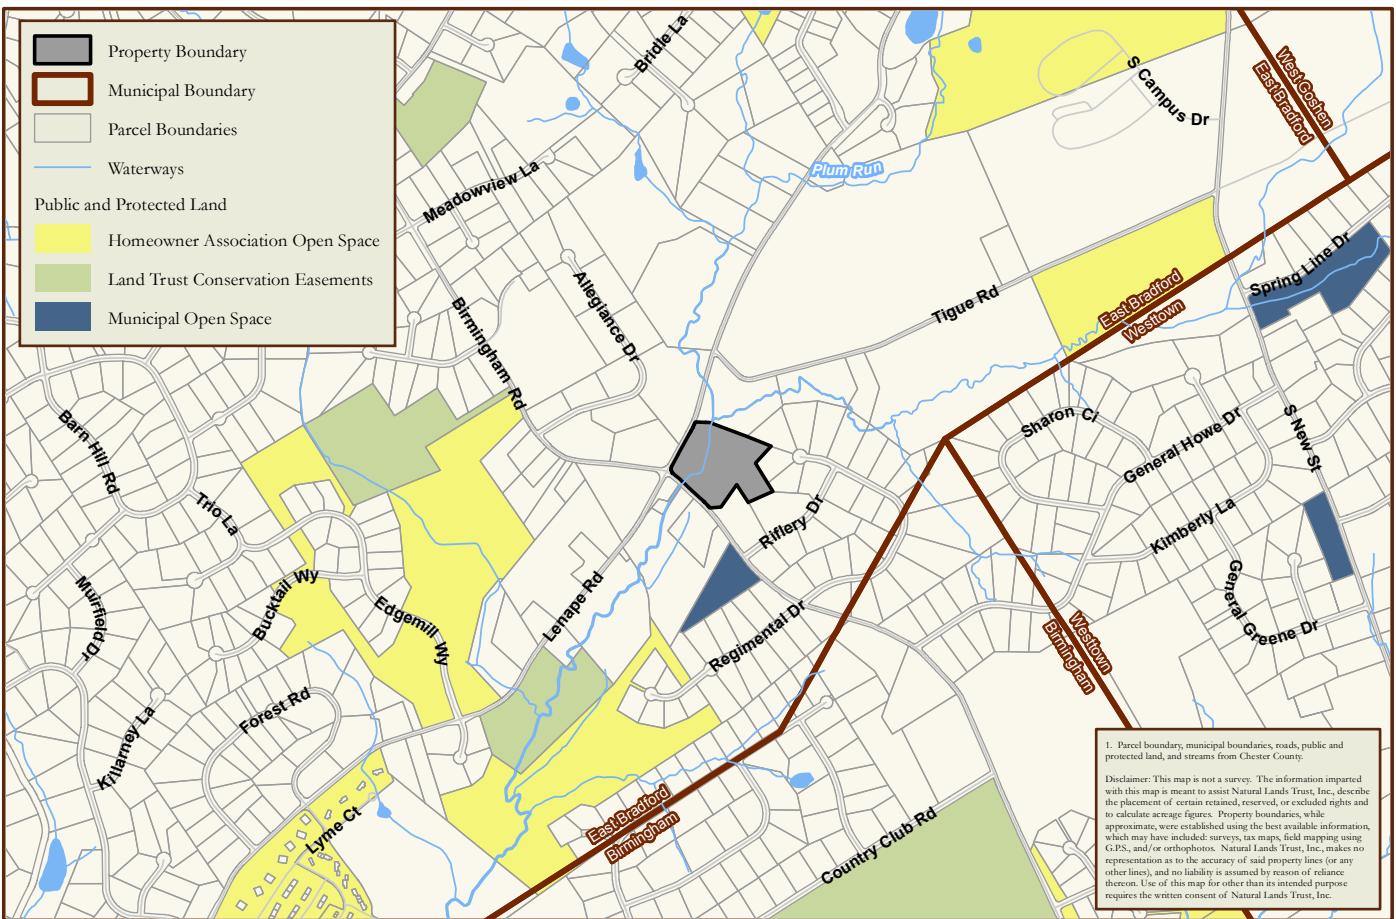 Property Boundary
Municipal Boundary
Parcel Boundaries
Waterways
Public and Protected Land
Homeowner Association Open Space
Land Trust Conservation Easements
Municipal Open Space
Bridle La
S Campus Dr
West Goshen
East Bradford
Plum Run
Meadowview La
Allegiance Dr
Birmingham Rd
Tigue Rd
East Bradford
Westtown
Spring Line Dr
Barn Hill Rd
Trio La
Sharon Ci
General Howe Dr
S New St
Kimberly La
Riflery Dr
Muirfield Dr
Bucktail Wy
Edgemill Wy
Lenape Rd
Regimental Dr
General Greene Dr
Westtown
Birmingham
Forest Rd
Killarney La
Lyme Ct
East Bradford
Birmingham
Country Club Rd
1. Parcel boundary, municipal boundaries, roads, public and
protected land, and streams from Chester County.
Disclaimer: This map is not a survey. The information imparted
with this map is meant to assist Natural Lands Trust, Inc., describe
the placement of certain retained, reserved, or excluded rights and
to calculate acreage figures. Property boundaries, while
approximate, were established using the best available information,
which may have included: surveys, tax maps, field mapping using
G.P.S., and/or orthophotos. Natural Lands Trust, Inc., makes no
representation as to the accuracy of said property lines (or any
other lines), and no liability is assumed by reason of reliance
thereon. Use of this map for other than its intended purpose
requires the written consent of Natural Lands Trust, Inc.